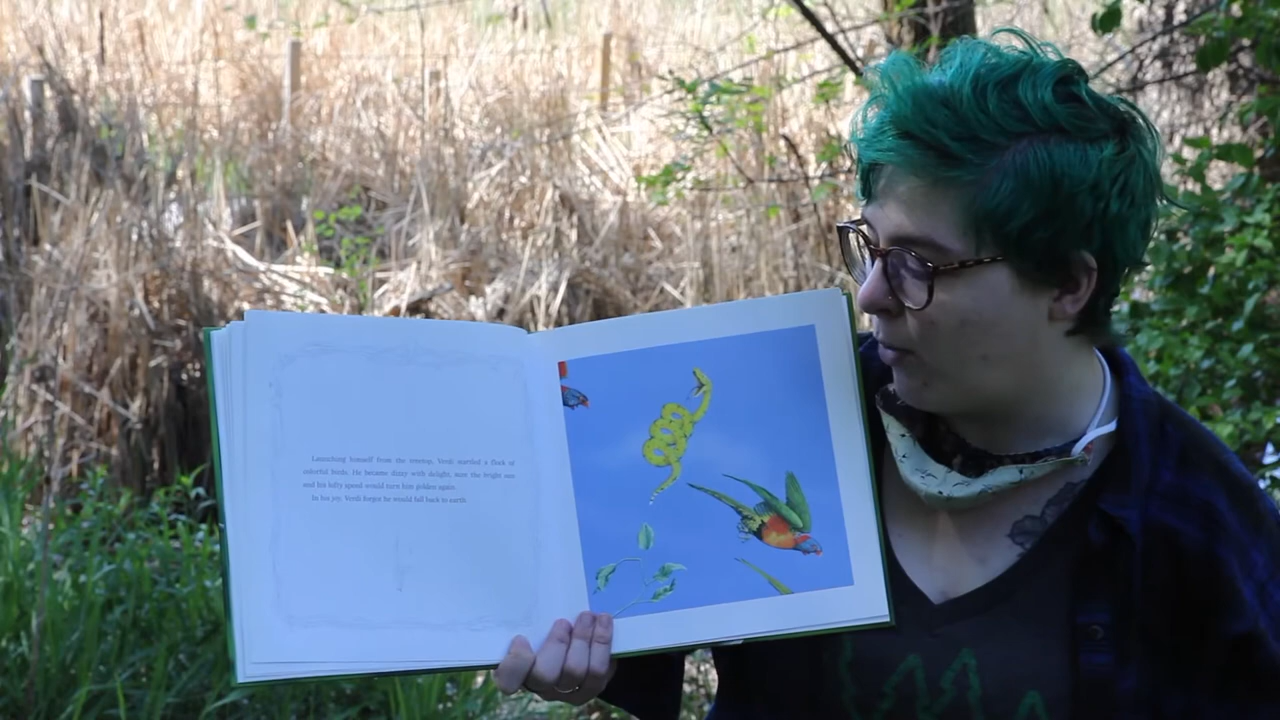 Launching himself from the treetop, Verdi startled a flock of
colorful birds. He became dizzy with delight, sure the bright sun
and his lofty speed would turn him golden again.
In his joy, Verdi forgot he would fall back to earth.